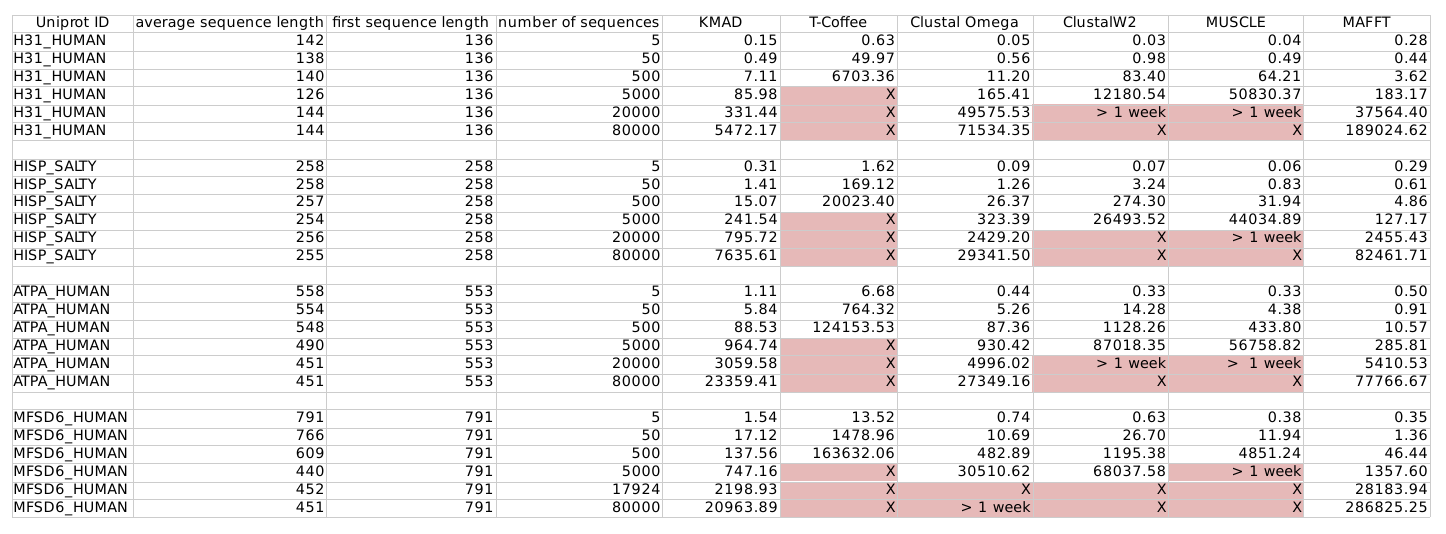 Uniprot ID average sequence length first sequence length number of sequences KMAD T-Coffee Clustal Omega ClustalW2 MUSCLE MAFFT
H31_HUMAN 142 136 5 0.15 0.63 0.05 0.03 0.04 0.28
H31_HUMAN 138 136 50 0.49 49.97 0.56 0.98 0.49 0.44
H31_HUMAN 140 136 500 7.11 6703.36 11.20 83.40 64.21 3.62
H31_HUMAN 126 136 5000 85.98 X 165.41 12180.54 50830.37 183.17
H31_HUMAN 144 136 20000 331.44 X 49575.53 > 1 week > 1 week 37564.40
H31_HUMAN 144 136 80000 5472.17 X 71534.35 X X 189024.62
HISP_SALTY 258 258 5 0.31 1.62 0.09 0.07 0.06 0.29
HISP_SALTY 258 258 50 1.41 169.12 1.26 3.24 0.83 0.61
HISP_SALTY 257 258 500 15.07 20023.40 26.37 274.30 31.94 4.86
HISP_SALTY 254 258 5000 241.54 X 323.39 26493.52 44034.89 127.17
HISP_SALTY 256 258 20000 795.72 X 2429.20 X > 1 week 2455.43
HISP_SALTY 255 258 80000 7635.61 X 29341.50 X X 82461.71
ATPA_HUMAN 558 553 5 1.11 6.68 0.44 0.33 0.33 0.50
ATPA_HUMAN 554 553 50 5.84 764.32 5.26 14.28 4.38 0.91
ATPA_HUMAN 548 553 500 88.53 124153.53 87.36 1128.26 433.80 10.57
ATPA_HUMAN 490 553 5000 964.74 X 930.42 87018.35 56758.82 285.81
ATPA_HUMAN 451 553 20000 3059.58 X 4996.02 > 1 week > 1 week 5410.53
ATPA_HUMAN 451 553 80000 23359.41 X 27349.16 X X 77766.67
MFSD6_HUMAN 791 791 5 1.54 13.52 0.74 0.63 0.38 0.35
MFSD6_HUMAN 766 791 50 17.12 1478.96 10.69 26.70 11.94 1.36
MFSD6_HUMAN 609 791 500 137.56 163632.06 482.89 1195.38 4851.24 46.44
MFSD6_HUMAN 440 791 5000 747.16 X 30510.62 68037.58 > 1 week 1357.60
MFSD6_HUMAN 452 791 17924 2198.93 X X X X 28183.94
MFSD6_HUMAN 451 791 80000 20963.89 X > 1 week X X 286825.25